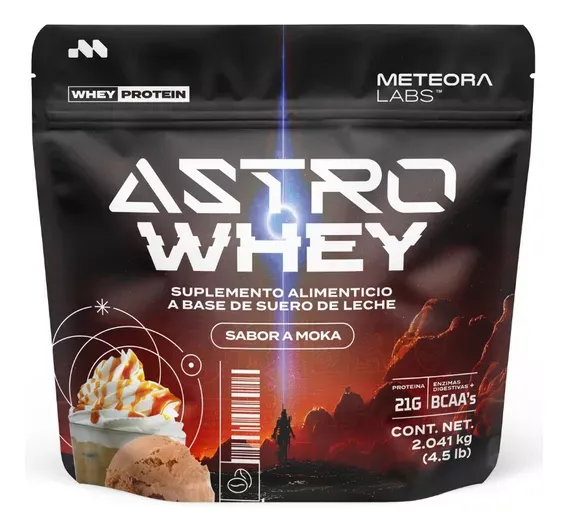 METEORA
LABS™
WHEY PROTEIN
ASTRO
WHEY
SUPLEMENTO ALIMENTICIO
A BASE DE SUERO DE LECHE
SABOR A MOKA
PROTEINA
21G
ENZIMAS
DIGESTIVAS +
BCAA's
CONT. NET.
2.041 kg
(4.5 lb)